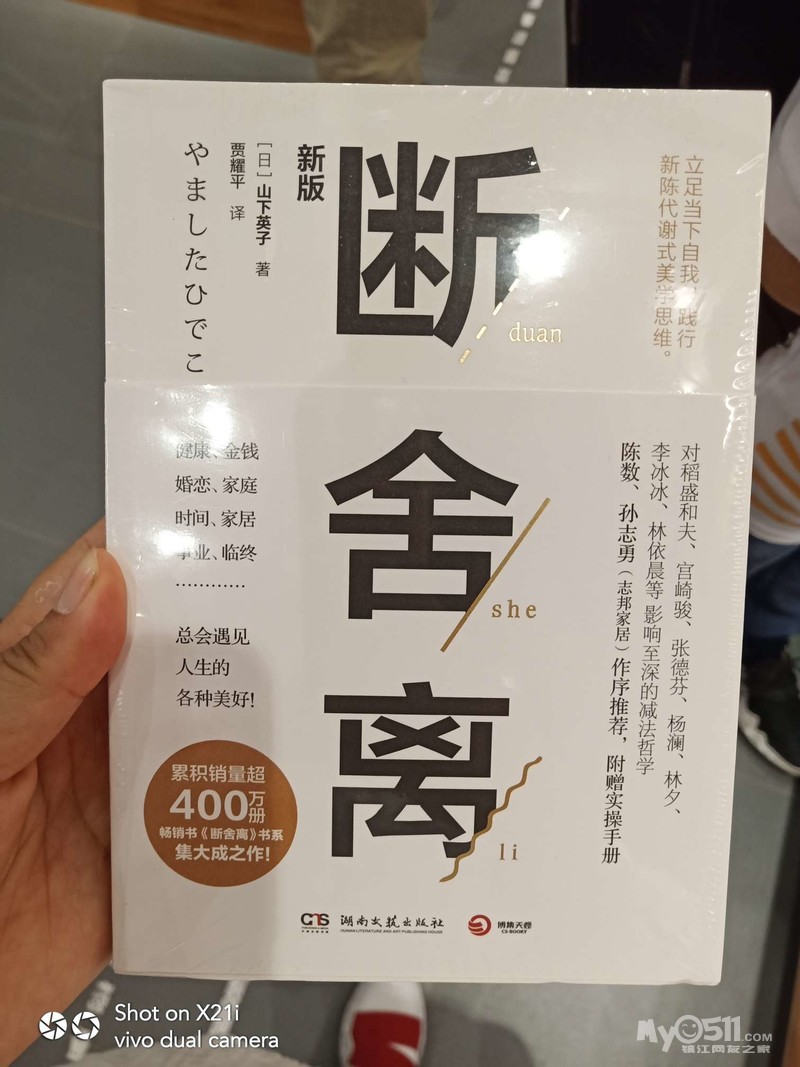 立足当下自我、践行
新陈代谢式美学思维。
断
duan
新版
[日]山下英子 著
贾耀平 译
やましたひでこ
对稻盛和夫、宫崎骏、张德芬、杨澜、林夕、
李冰冰、林依晨等影响至深的减法哲学
陈数、孙志勇(志邦家居)作序推荐,附赠实操手册
舍
she
离
li
健康、金钱
婚恋、家庭
时间、家居
事业、临终
…………
总会遇见
人生的
各种美好!
累积销量超
400万册
畅销书《断舍离》书系
集大成之作!
湖南文艺出版社
HUNAN LITERATURE AND ART PUBLISHING HOUSE
博集天卷
CS-BOOKY
Shot on X21i
vivo dual camera
My0511.COM
镇江网友之家